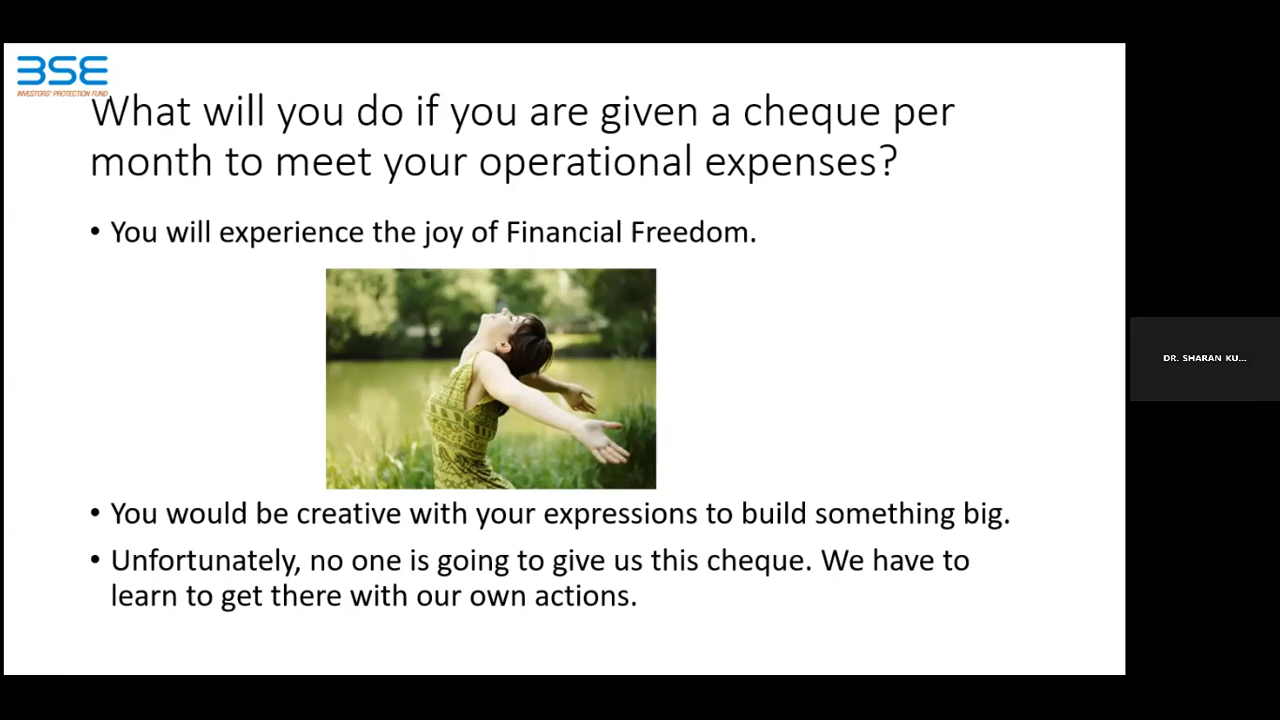 BSE
INVESTORS' PROTECTION FUND
What will you do if you are given a cheque per
month to meet your operational expenses?
• You will experience the joy of Financial Freedom.
• You would be creative with your expressions to build something big.
• Unfortunately, no one is going to give us this cheque. We have to
learn to get there with our own actions.
DR. SHARAN KU...